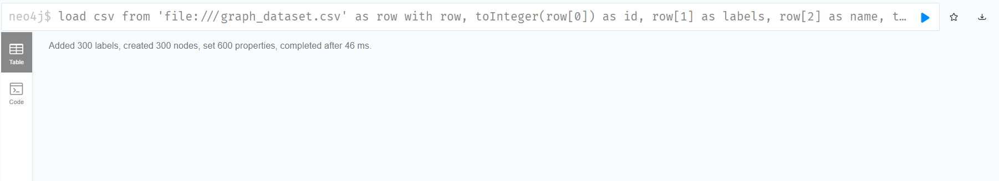 neo4j$ load csv from 'file:///graph_dataset.csv' as row with row, toInteger(row[0]) as id, row[1] as labels, row[2] as name, t…
Added 300 labels, created 300 nodes, set 600 properties, completed after 46 ms.
Table
Code